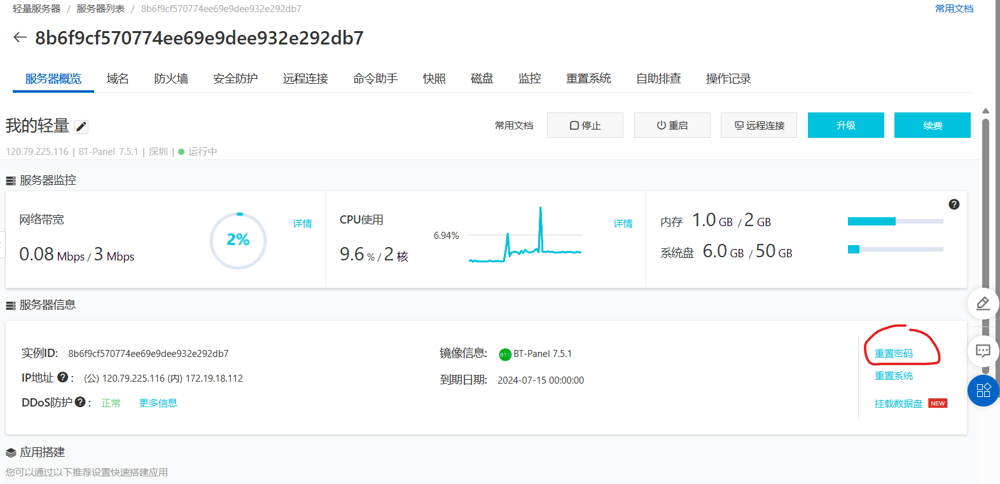 轻量服务器 / 服务器列表 / 8b6f9cf570774ee69e9dee932e292db7 常用文档
8b6f9cf570774ee69e9dee932e292db7
服务器概览 域名 防火墙 安全防护 远程连接 命令助手 快照 磁盘 监控 重置系统 自助排查 操作记录
我的轻量 常用文档 停止 重启 远程连接 升级 续费
120.79.225.116 | BT-Panel 7.5.1 | 深圳 | 运行中
服务器监控
网络带宽 2% 详情
0.08 Mbps / 3 Mbps
CPU使用 6.94% 详情
9.6 % / 2 核
内存 1.0 GB / 2 GB
系统盘 6.0 GB / 50 GB
服务器信息
实例ID: 8b6f9cf570774ee69e9dee932e292db7 镜像信息: BT-Panel 7.5.1 重置密码
IP地址 : (公) 120.79.225.116 (内) 172.19.18.112 到期日期: 2024-07-15 00:00:00 重置系统
DDoS防护 : 正常 更多信息 挂载数据盘 NEW
应用搭建
您可以通过以下推荐设置快速搭建应用